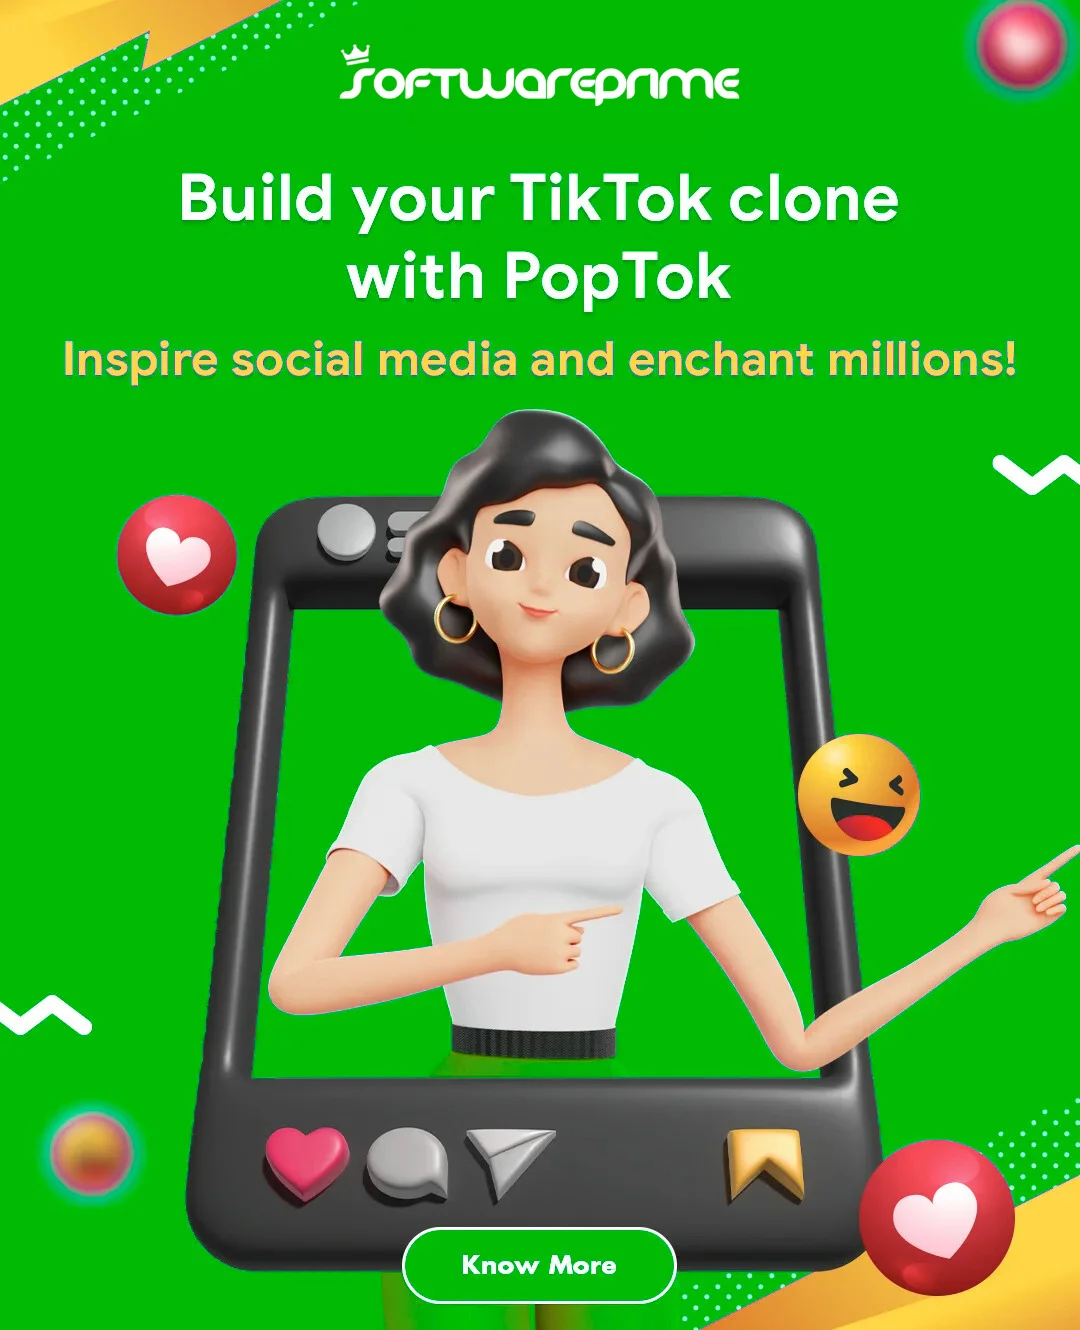 softwareprime
Build your TikTok clone
with PopTok
Inspire social media and enchant millions!
Know More